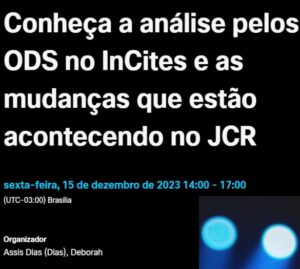 Conheça a análise pelos
ODS no InCites e as
mudanças que estão
acontecendo no JCR
sexta-feira, 15 de dezembro de 2023 14:00 - 17:00
(UTC-03:00) Brasília
Organizador
Assis Dias (Dias), Deborah